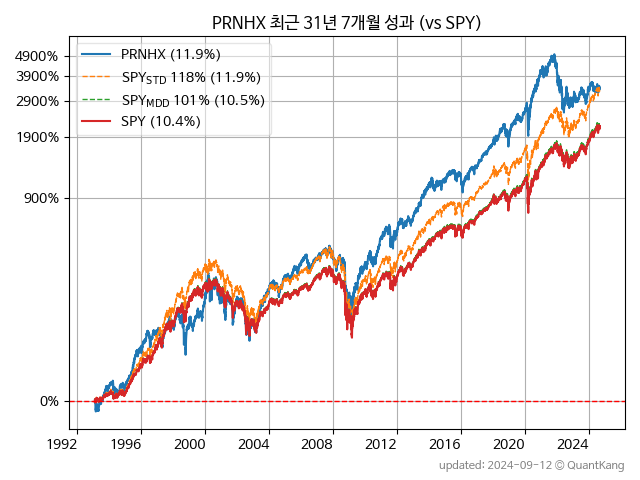 PRNHX 최근 31년 7개월 성과 (vs SPY)
PRNHX (11.9%)
SPY_STD 118% (11.9%)
SPY_MDD 101% (10.5%)
SPY (10.4%)
4900%
3900%
2900%
1900%
900%
0%
1992 1996 2000 2004 2008 2012 2016 2020 2024
updated: 2024-09-12 © QuantKang